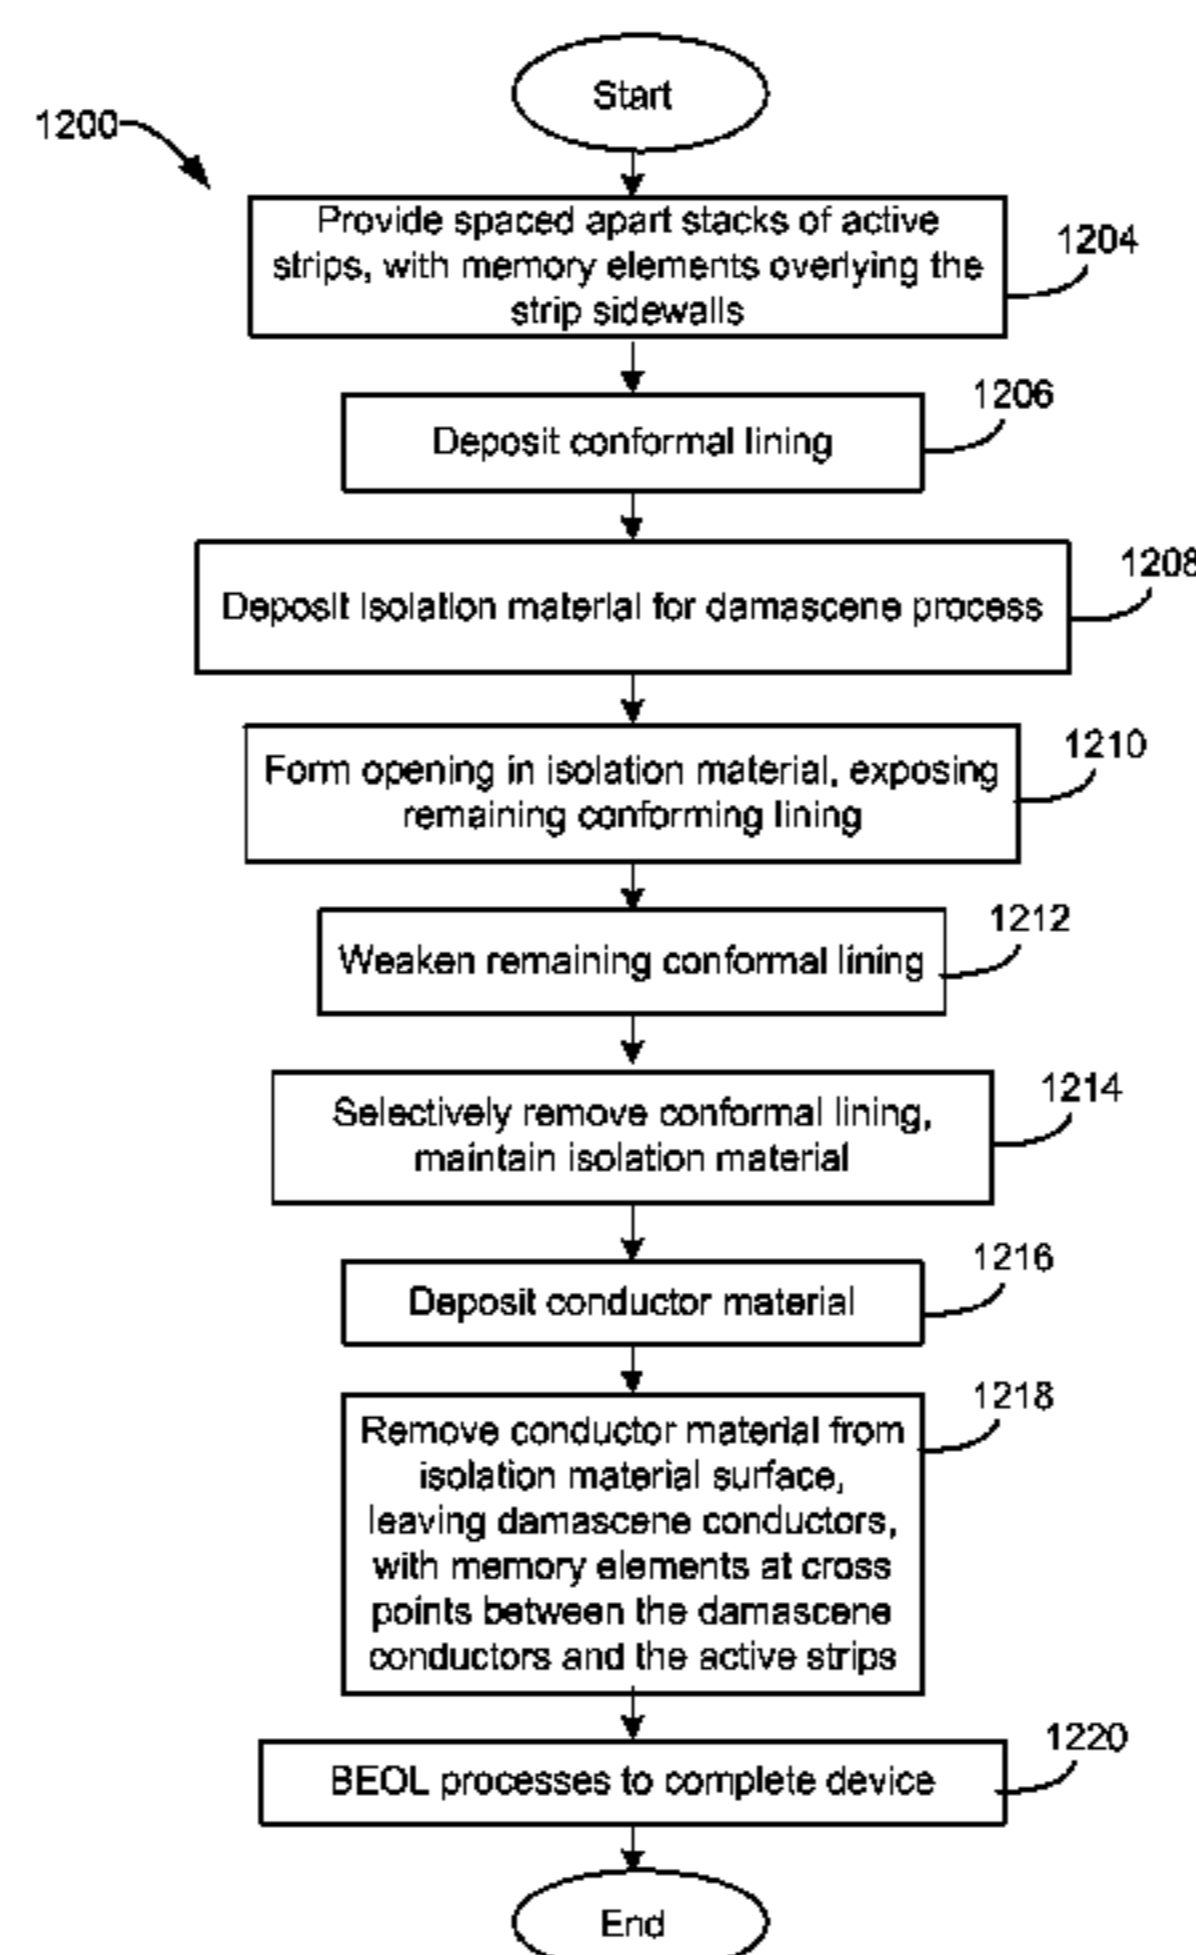 Start
1200
Provide spaced apart stacks of active
strips, with memory elements overlying the
strip sidewalls
1204
Deposit conformal lining
1206
Deposit isolation material for damascene process
1208
Form opening in isolation material, exposing
remaining conforming lining
1210
Weaken remaining conformal lining
1212
Selectively remove conformal lining,
maintain isolation material
1214
Deposit conductor material
1216
Remove conductor material from
isolation material surface,
leaving damascene conductors,
with memory elements at cross
points between the damascene
conductors and the active strips
1218
BEOL processes to complete device
1220
End